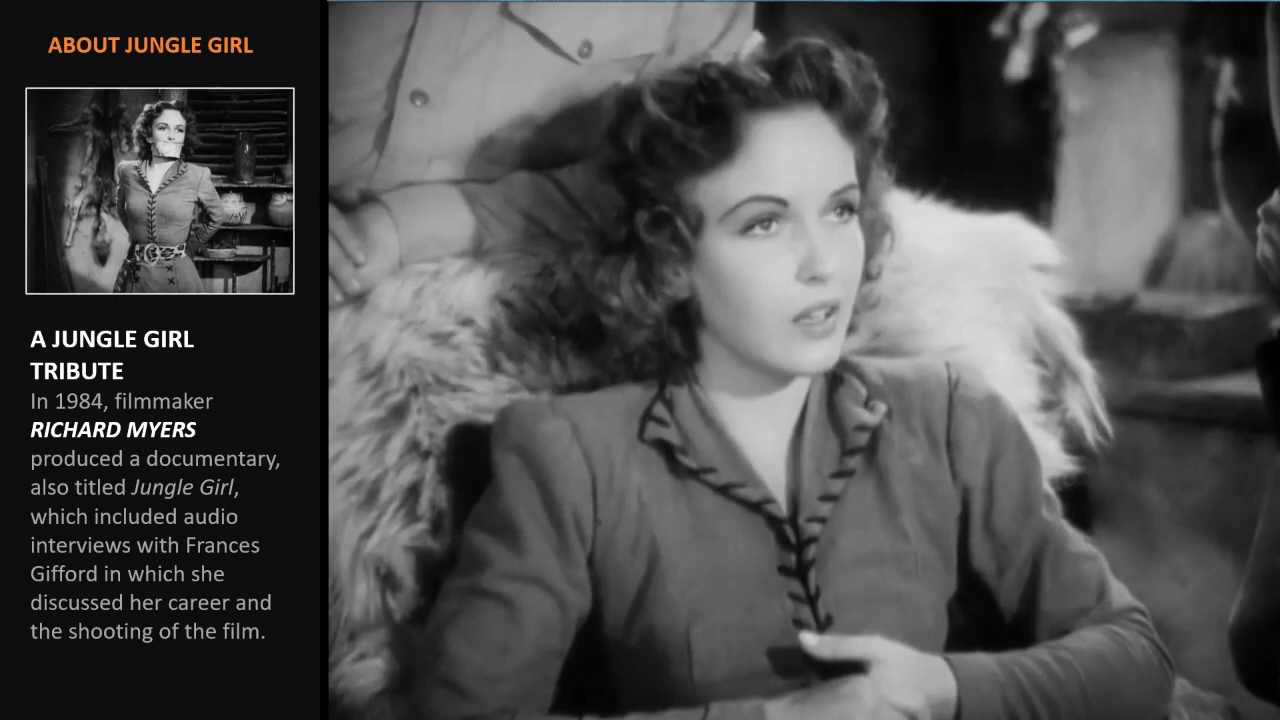 ABOUT JUNGLE GIRL
A JUNGLE GIRL
TRIBUTE
In 1984, filmmaker
RICHARD MYERS
produced a documentary,
also titled Jungle Girl,
which included audio
interviews with Frances
Gifford in which she
discussed her career and
the shooting of the film.